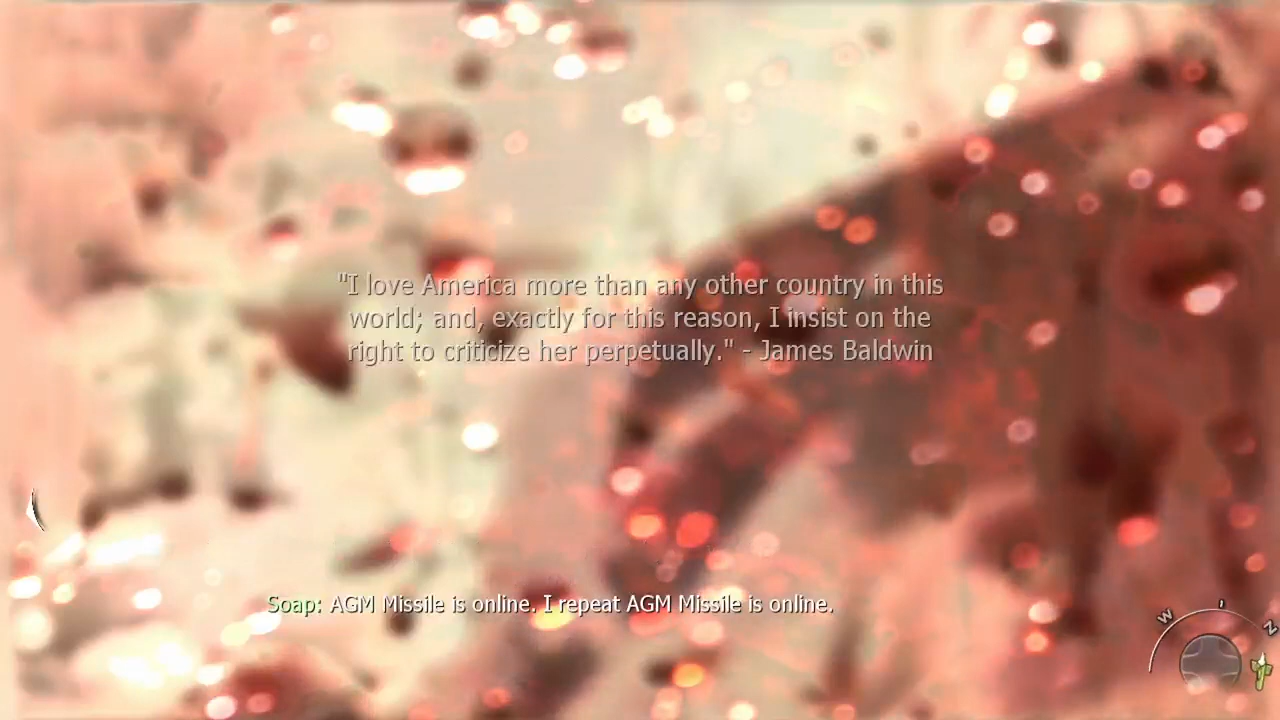 "I love America more than any other country in this
world; and, exactly for this reason, I insist on the
right to criticize her perpetually." - James Baldwin
Soap: AGM Missile is online. I repeat AGM Missile is online.
W
N